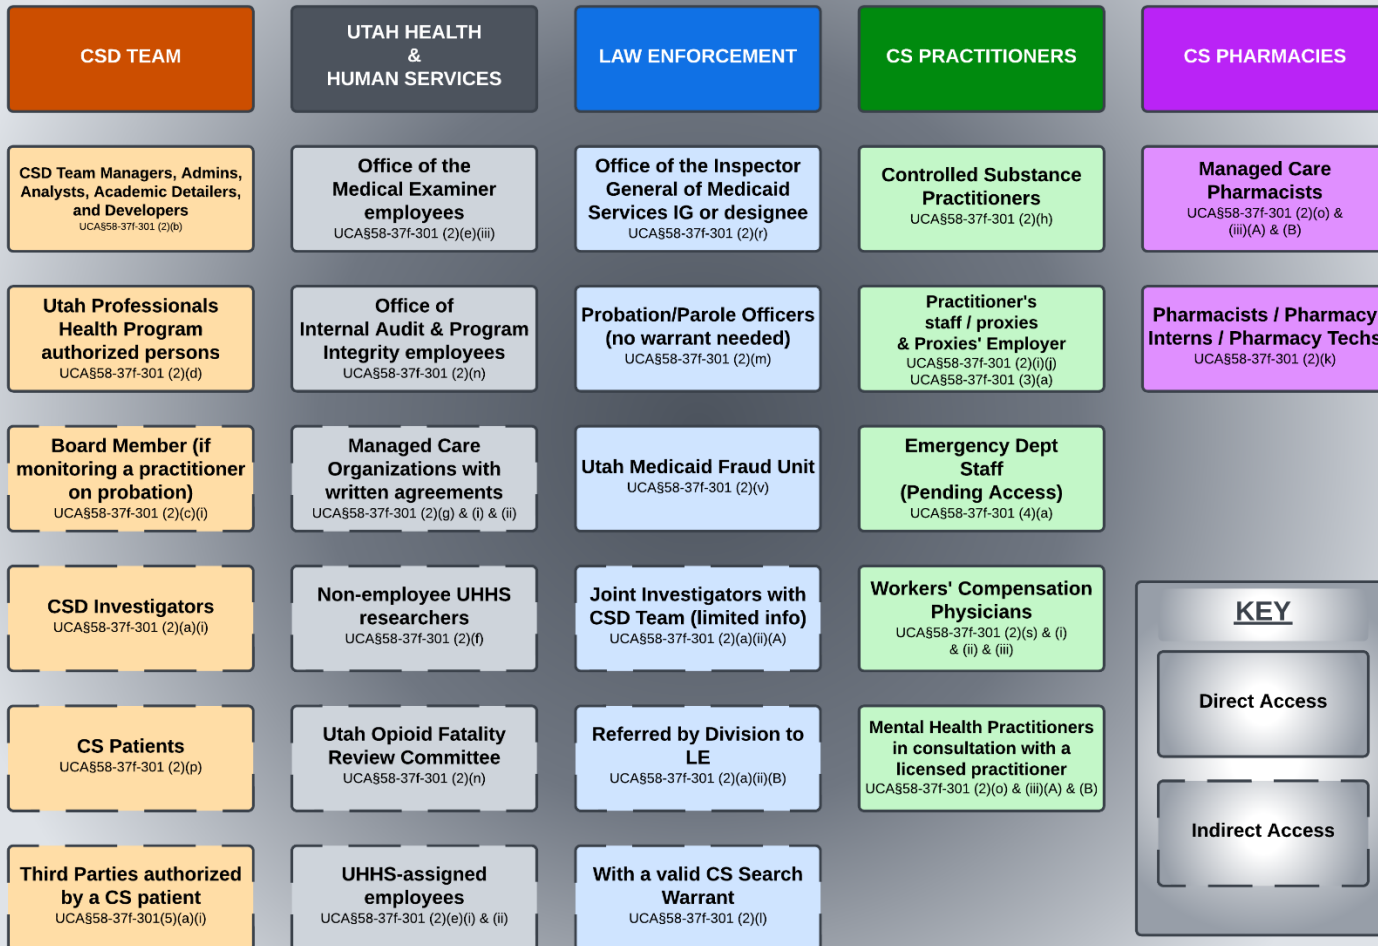 CSD TEAM
UTAH HEALTH
&
HUMAN SERVICES
LAW ENFORCEMENT
CS PRACTITIONERS
CS PHARMACIES
CSD Team Managers, Admins,
Analysts, Academic Detailers,
and Developers
UCA§58-37f-301 (2)(b)
Office of the
Medical Examiner
employees
UCA§58-37f-301 (2)(e)(iii)
Office of the Inspector
General of Medicaid
Services IG or designee
UCA§58-37f-301 (2)(r)
Controlled Substance
Practitioners
UCA§58-37f-301 (2)(h)
Managed Care
Pharmacists
UCA§58-37f-301 (2)(o) &
(iii)(A) & (B)
Utah Professionals
Health Program
authorized persons
UCA§58-37f-301 (2)(d)
Office of
Internal Audit & Program
Integrity employees
UCA§58-37f-301 (2)(n)
Probation/Parole Officers
(no warrant needed)
UCA§58-37f-301 (2)(m)
Practitioner's
staff / proxies
& Proxies' Employer
UCA§58-37f-301 (2)(i)(j)
UCA§58-37f-301 (3)(a)
Pharmacists / Pharmacy
Interns / Pharmacy Techs
UCA§58-37f-301 (2)(k)
Board Member (if
monitoring a practitioner
on probation)
UCA§58-37f-301 (2)(c)(i)
Managed Care
Organizations with
written agreements
UCA§58-37f-301 (2)(g) & (i) & (ii)
Utah Medicaid Fraud Unit
UCA§58-37f-301 (2)(v)
Emergency Dept
Staff
(Pending Access)
UCA§58-37f-301 (4)(a)
CSD Investigators
UCA§58-37f-301 (2)(a)(i)
Non-employee UHHS
researchers
UCA§58-37f-301 (2)(f)
Joint Investigators with
CSD Team (limited info)
UCA§58-37f-301 (2)(a)(ii)(A)
Workers' Compensation
Physicians
UCA§58-37f-301 (2)(s) & (i)
& (ii) & (iii)
CS Patients
UCA§58-37f-301 (2)(p)
Utah Opioid Fatality
Review Committee
UCA§58-37f-301 (2)(n)
Referred by Division to
LE
UCA§58-37f-301 (2)(a)(ii)(B)
Mental Health Practitioners
in consultation with a
licensed practitioner
UCA§58-37f-301 (2)(o) & (iii)(A) & (B)
Third Parties authorized
by a CS patient
UCA§58-37f-301(5)(a)(i)
UHHS-assigned
employees
UCA§58-37f-301 (2)(e)(i) & (ii)
With a valid CS Search
Warrant
UCA§58-37f-301 (2)(l)
KEY
Direct Access
Indirect Access